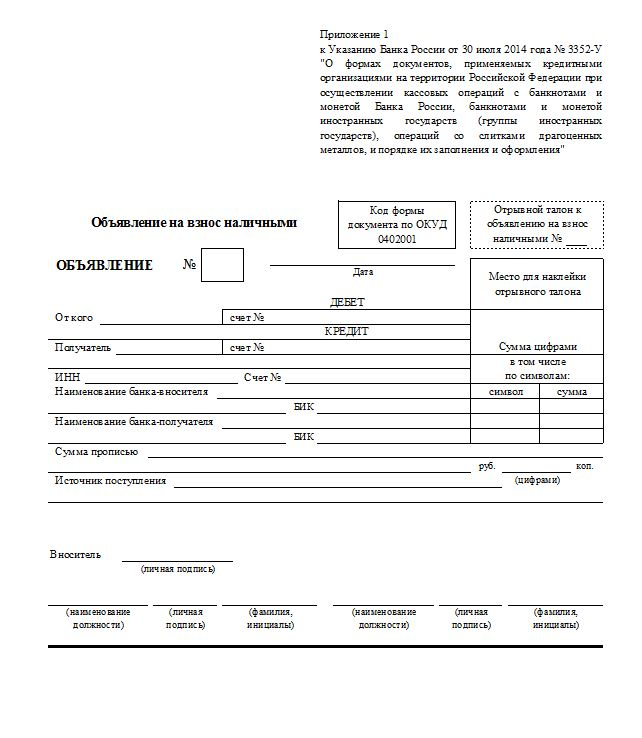 Приложение 1
к Указанию Банка России от 30 июля 2014 года № 3352-У
"О формах документов, применяемых кредитными
организациями на территории Российской Федерации при
осуществлении кассовых операций с банкнотами и
монетой Банка России, банкнотами и монетой
иностранных государств (группы иностранных
государств), операций со слитками драгоценных
металлов, и порядке их заполнения и оформления"
Объявление на взнос наличными
Код формы
документа по ОКУД
0402001
Отрывной талон к
объявлению на взнос
наличными № ____
ОБЪЯВЛЕНИЕ №
Дата
Место для наклейки
отрывного талона
ДЕБЕТ
От кого счет №
КРЕДИТ
Получатель счет № Сумма цифрами
в том числе
по символам:
ИНН Счет №
Наименование банка-вносителя символ сумма
БИК
Наименование банка-получателя
БИК
Сумма прописью
руб. коп.
Источник поступления (цифрами)
Вноситель
(личная подпись)
(наименование (личная (фамилия, (наименование (личная (фамилия,
должности) подпись) инициалы) должности) подпись) инициалы)